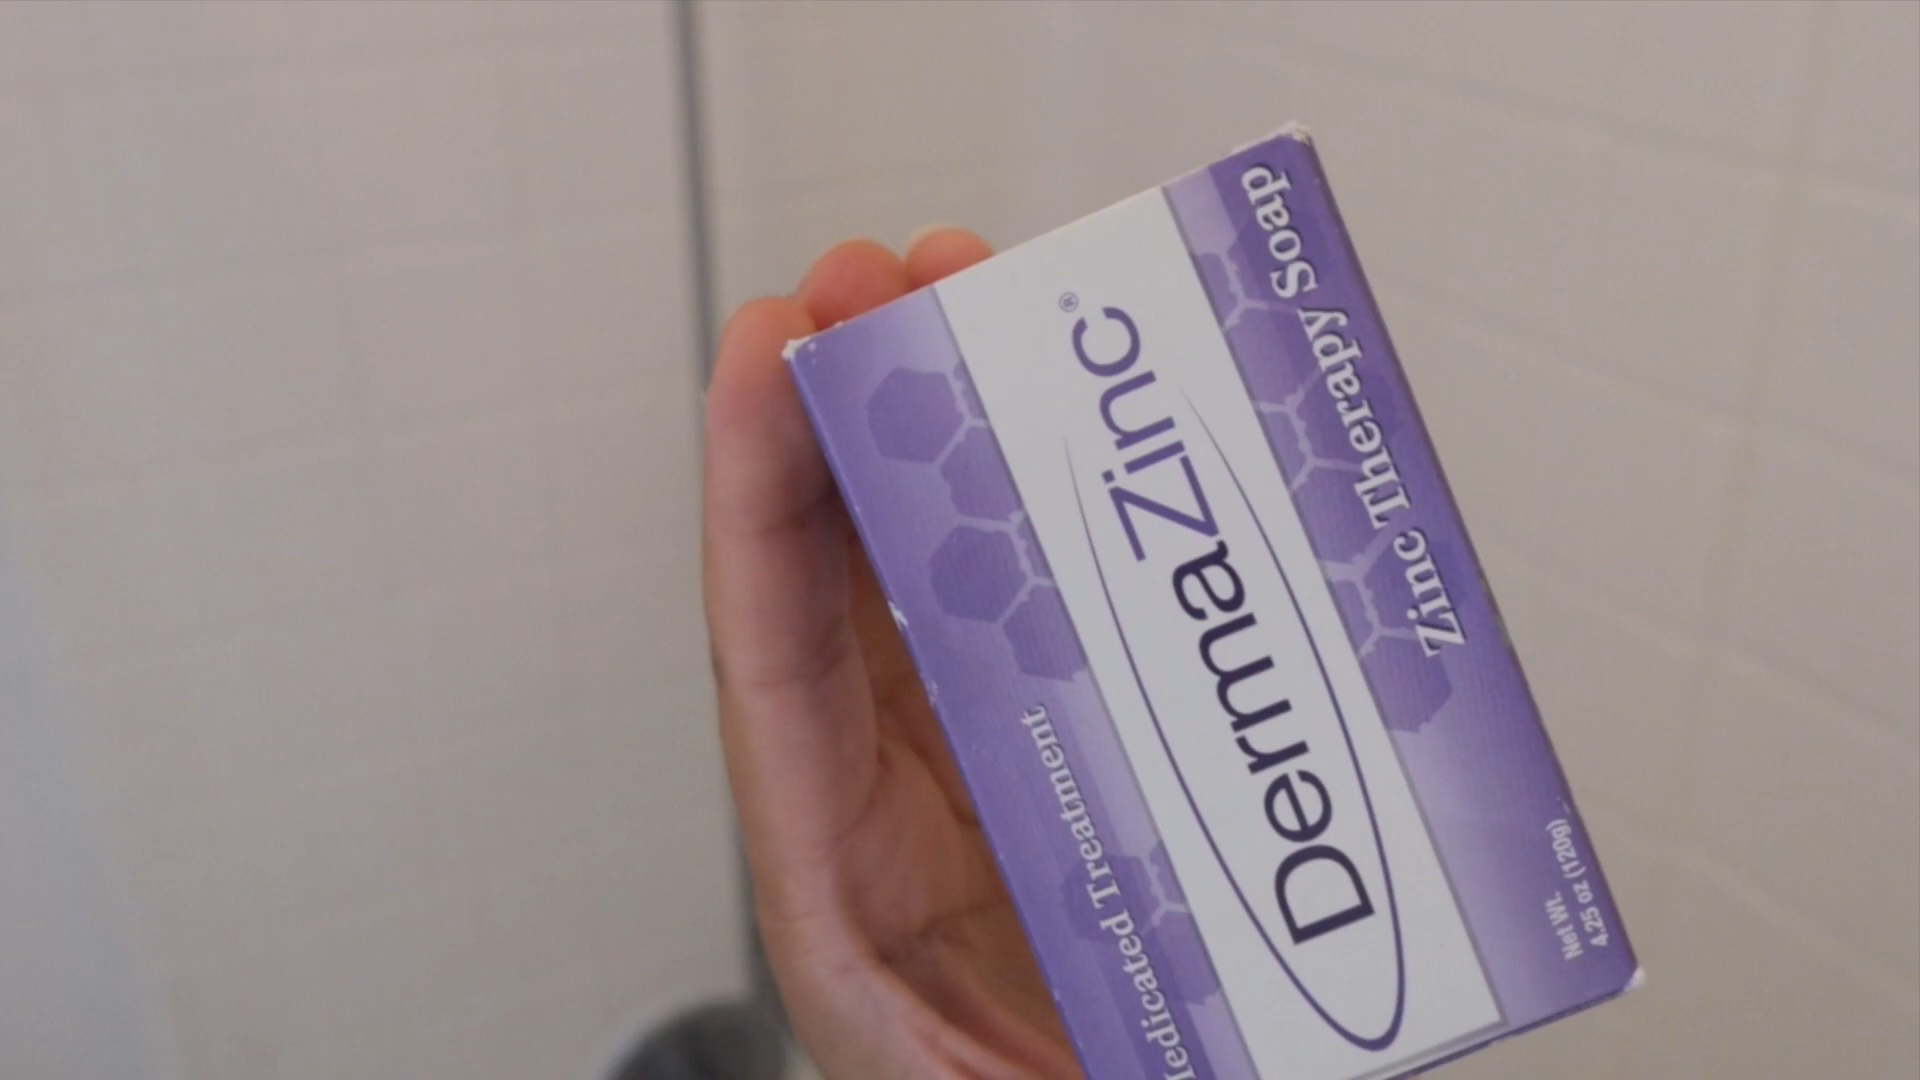 Medicated Treatment
DermaZinc®
Zinc Therapy Soap
Net Wt.
4.25 oz (120g)